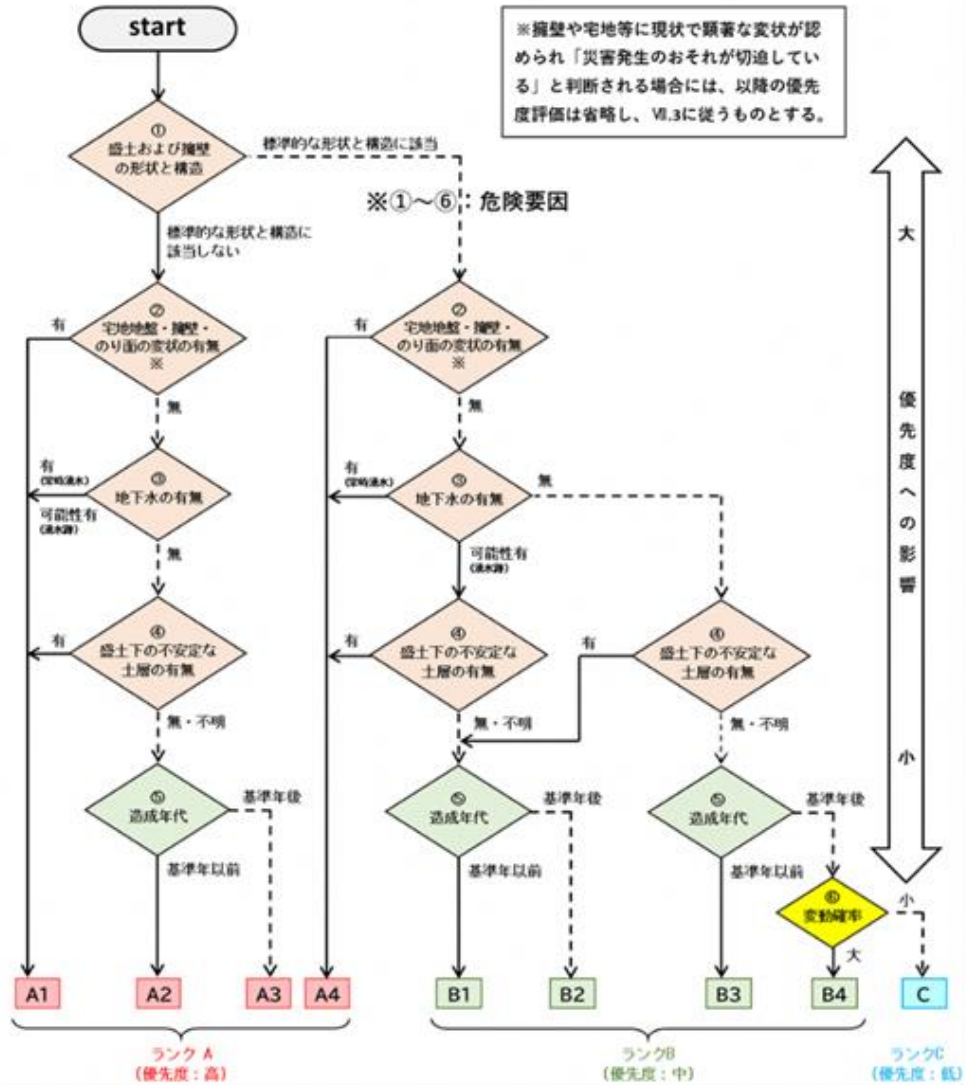 start
※擁壁や宅地等に現状で顕著な変状が認
められ「災害発生のおそれが切迫してい
る」と判断される場合には、以降の優先
度評価は省略し、Ⅶ.3に従うものとする。
①
盛土および擁壁
の形状と構造
標準的な形状と構造に該当
※①～⑥：危険要因
標準的な形状と構造に
該当しない
大
優先度への影響
小
②
宅地地盤・擁壁・
のり面の変状の有無
※
有
無
②
宅地地盤・擁壁・
のり面の変状の有無
※
有
無
③
地下水の有無
有
(常時湧水)
可能性有
(湧水跡)
無
③
地下水の有無
有
(常時湧水)
無
可能性有
(湧水跡)
④
盛土下の不安定な
土層の有無
有
無・不明
④
盛土下の不安定な
土層の有無
有
無・不明
④
盛土下の不安定な
土層の有無
有
無・不明
⑤
造成年代
基準年後
基準年以前
⑤
造成年代
基準年後
基準年以前
⑤
造成年代
基準年後
基準年以前
⑥
変動確率
小
大
A1
A2
A3
A4
B1
B2
B3
B4
C
ランク A
(優先度：高)
ランクB
(優先度：中)
ランクC
(優先度：低)